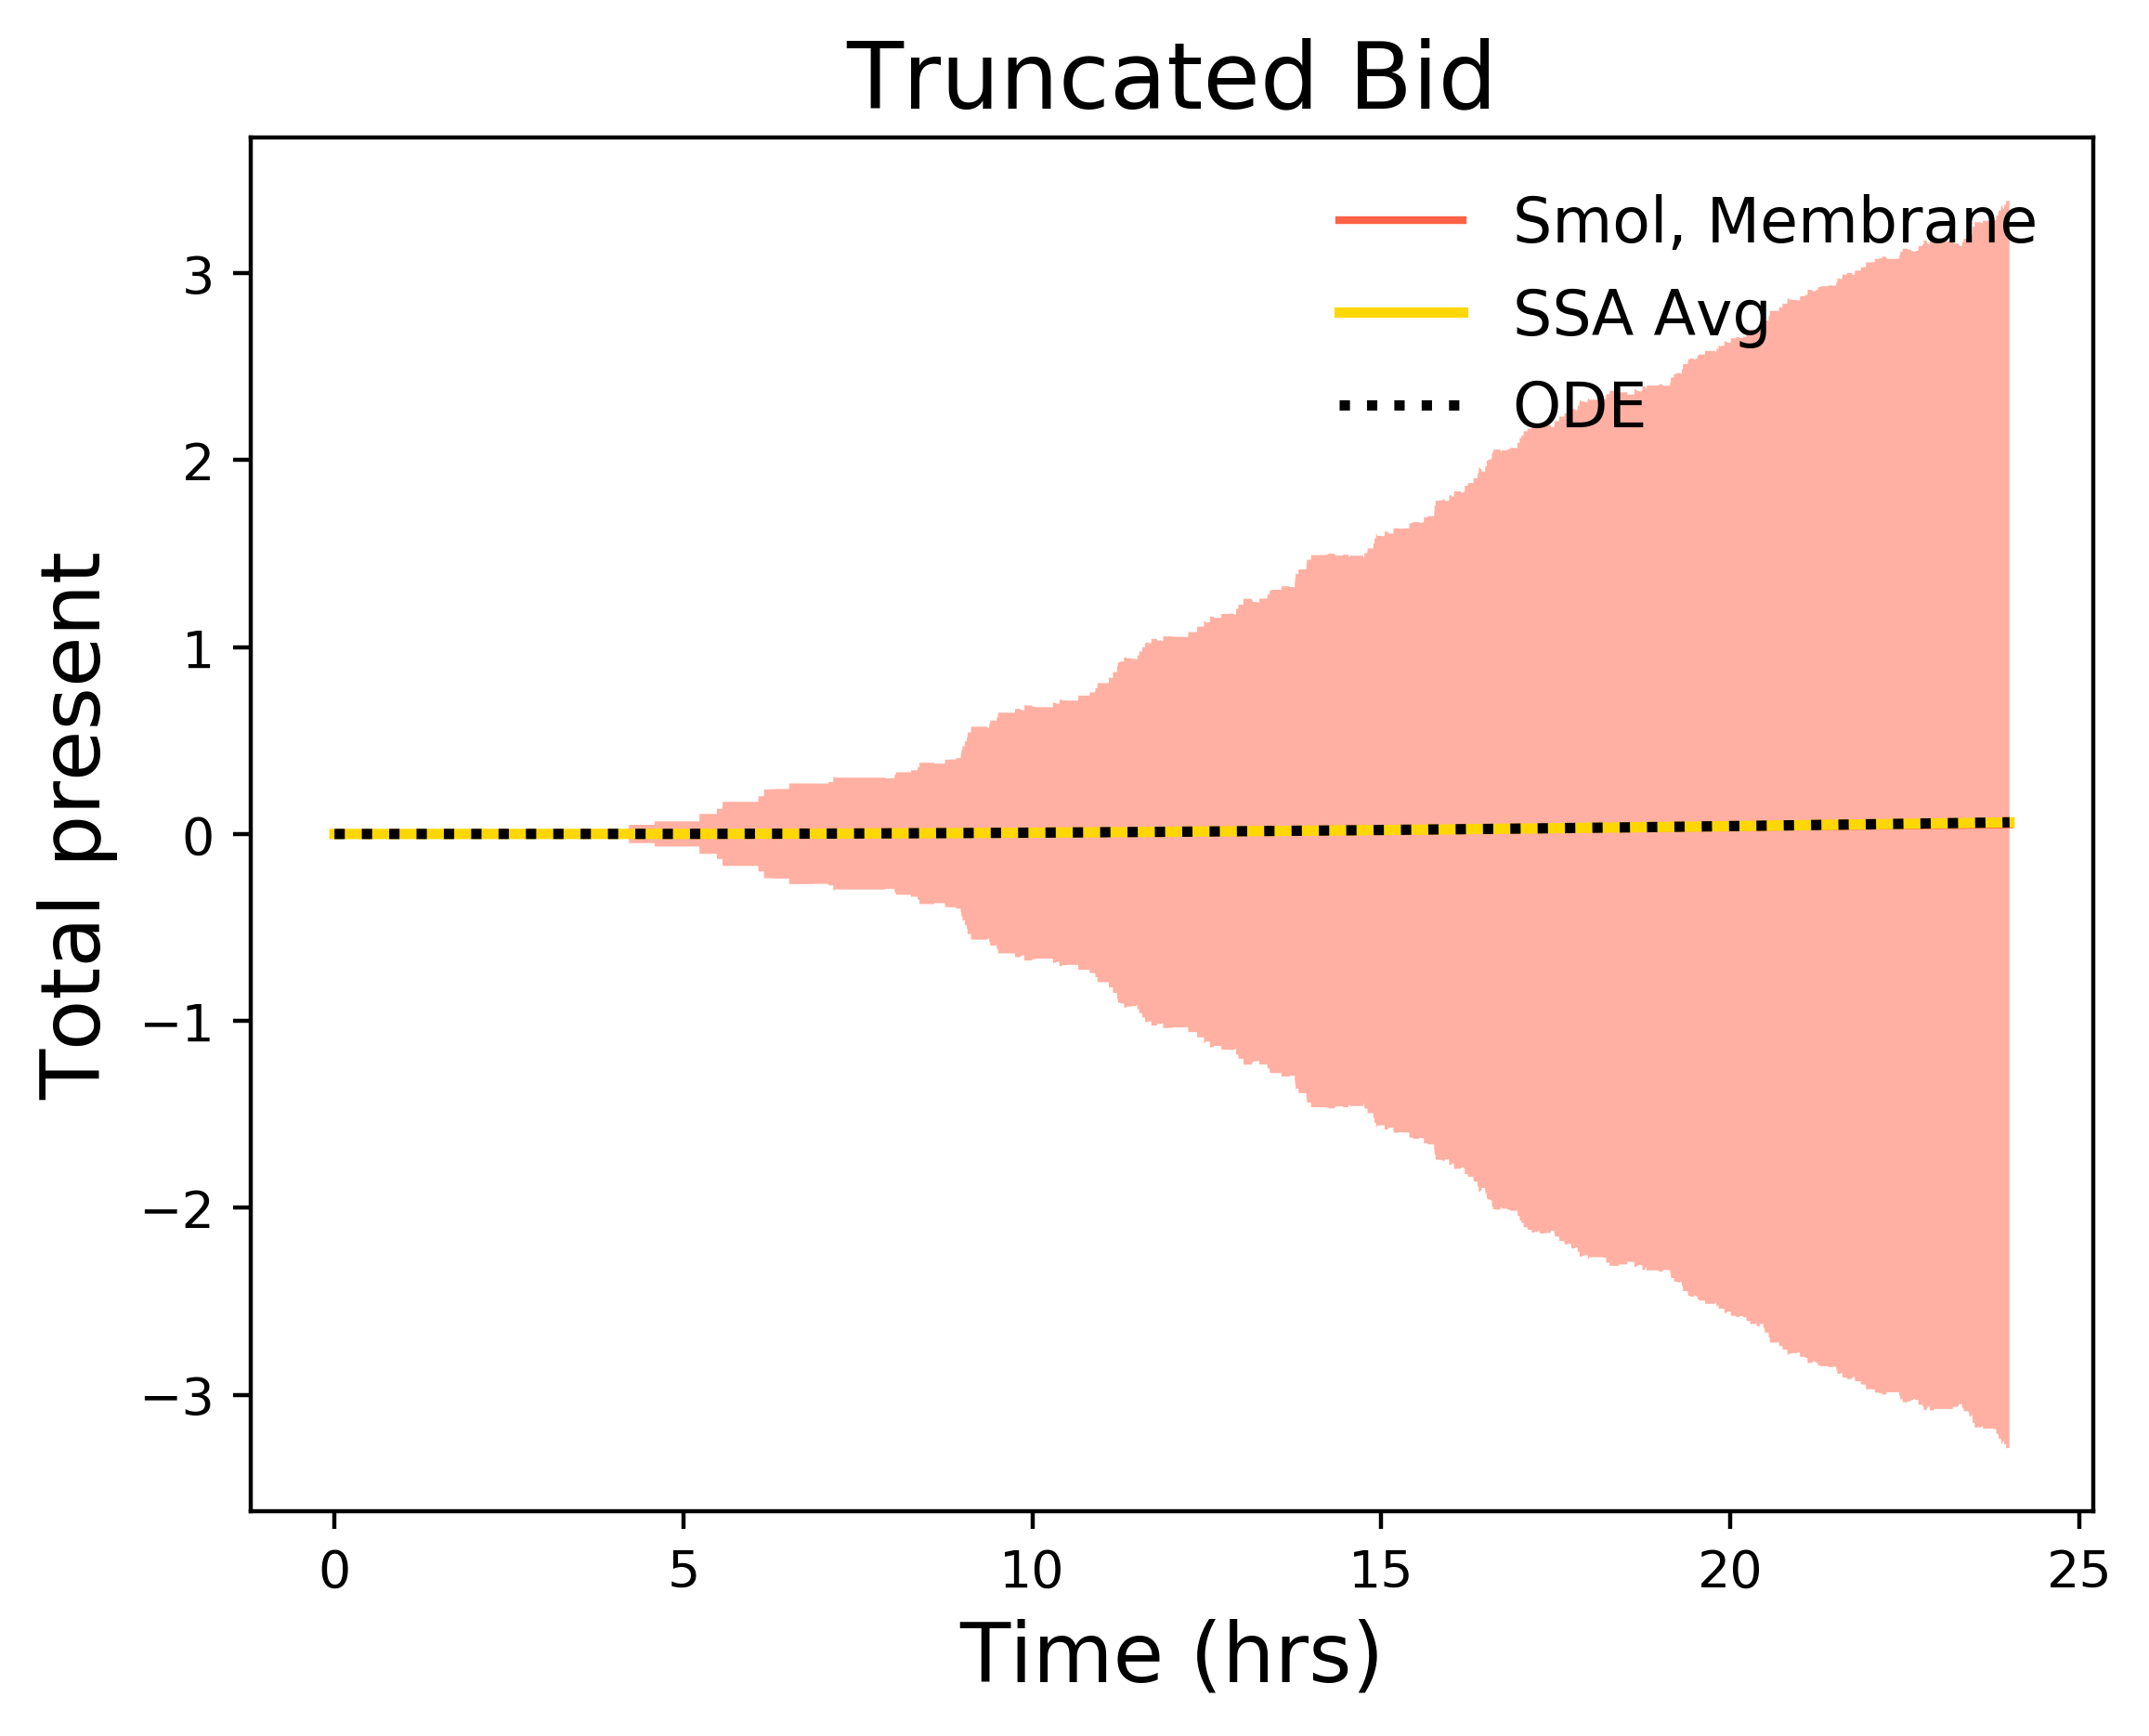 Truncated Bid
Smol, Membrane
SSA Avg
ODE
Total present
3
2
1
0
−1
−2
−3
0 5 10 15 20 25
Time (hrs)